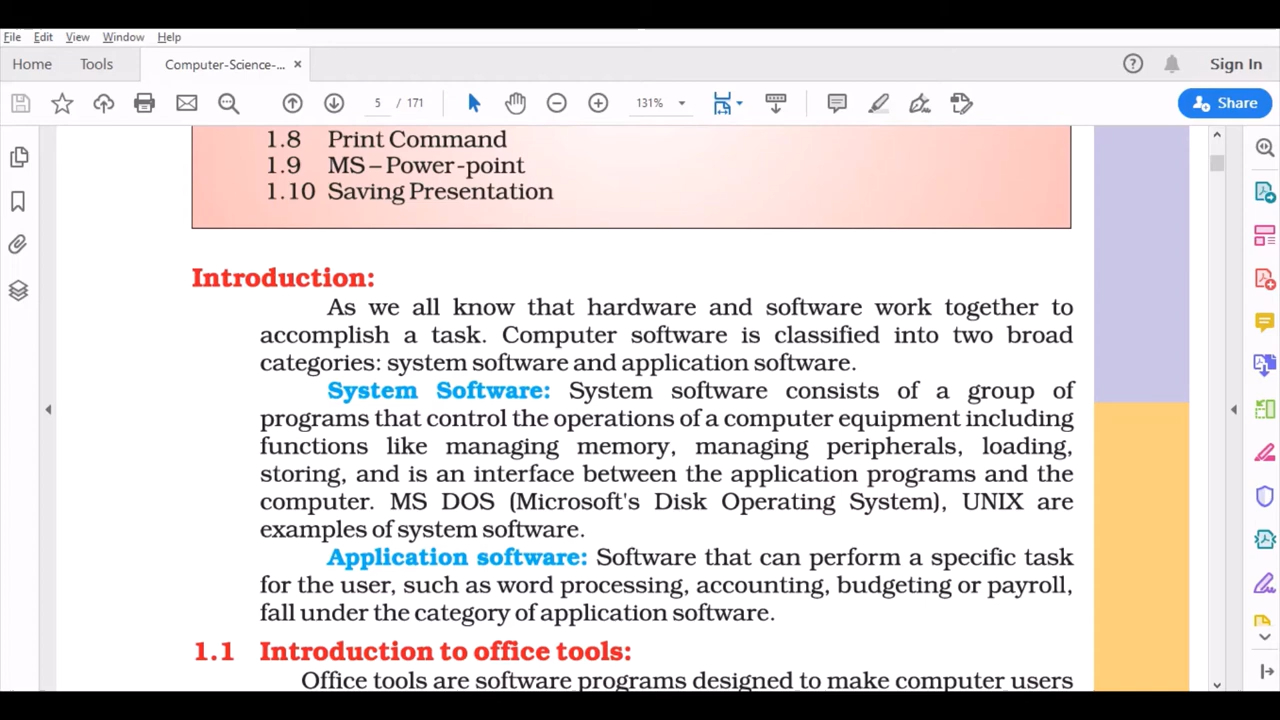 File Edit View Window Help
Home Tools Computer-Science-... × Sign In
5 / 171 131% Share
1.8 Print Command
1.9 MS – Power-point
1.10 Saving Presentation
Introduction:
As we all know that hardware and software work together to
accomplish a task. Computer software is classified into two broad
categories: system software and application software.
System Software: System software consists of a group of
programs that control the operations of a computer equipment including
functions like managing memory, managing peripherals, loading,
storing, and is an interface between the application programs and the
computer. MS DOS (Microsoft's Disk Operating System), UNIX are
examples of system software.
Application software: Software that can perform a specific task
for the user, such as word processing, accounting, budgeting or payroll,
fall under the category of application software.
1.1 Introduction to office tools:
Office tools are software programs designed to make computer users